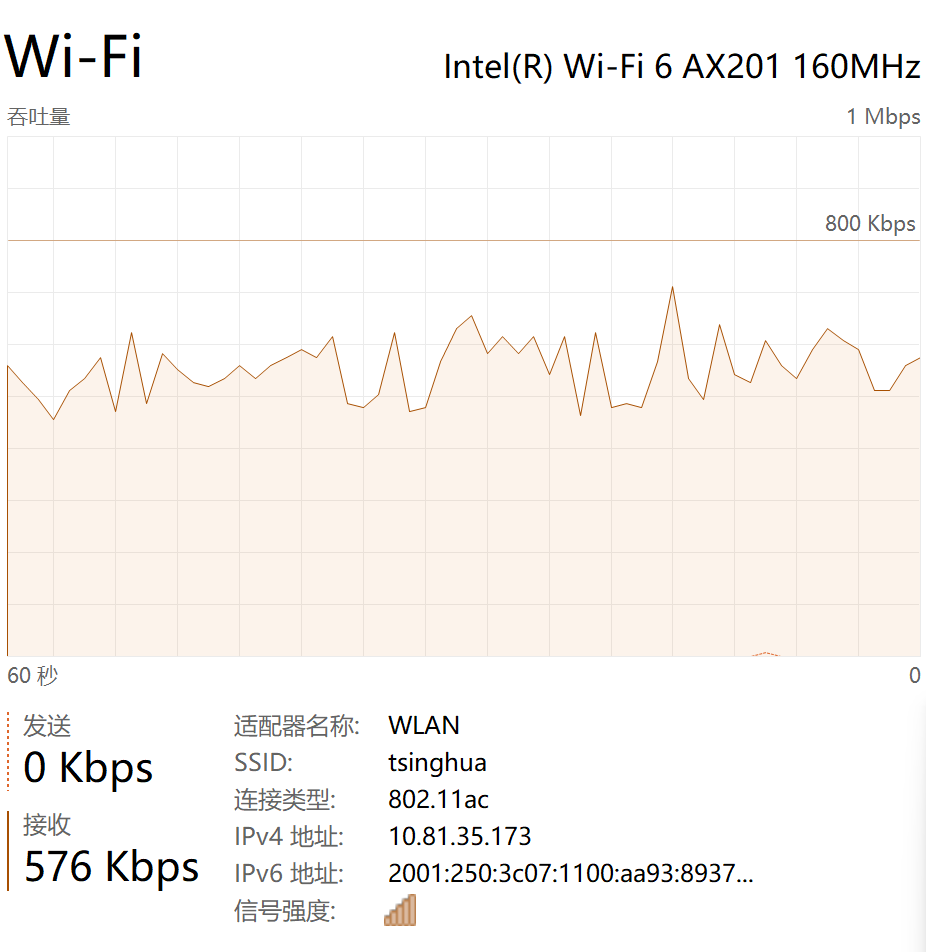 Wi-Fi
Intel(R) Wi-Fi 6 AX201 160MHz
吞吐量
1 Mbps
800 Kbps
60 秒
0
发送
0 Kbps
接收
576 Kbps
适配器名称: WLAN
SSID: tsinghua
连接类型: 802.11ac
IPv4 地址: 10.81.35.173
IPv6 地址: 2001:250:3c07:1100:aa93:8937...
信号强度: